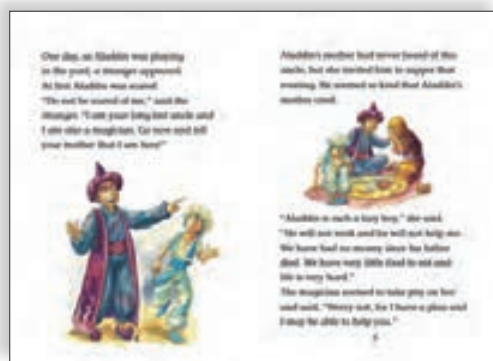 One day, as Aladdin was playing
in the yard, a stranger appeared.
At first Aladdin was scared.
"Do not be scared of me," said the
stranger. "I am your long lost uncle and
I am also a magician. Go now and tell
your mother that I am here!"
Aladdin's mother had never heard of this
uncle, but she invited him to supper that
evening. He seemed so kind that Aladdin's
mother cried.
"Aladdin is such a lazy boy," she said.
"He will not work and he will not help me.
We have had no money since his father
died. We have very little food to eat and
life is very hard."
The magician seemed to take pity on her
and said, "Worry not, for I have a plan and
I may be able to help you."